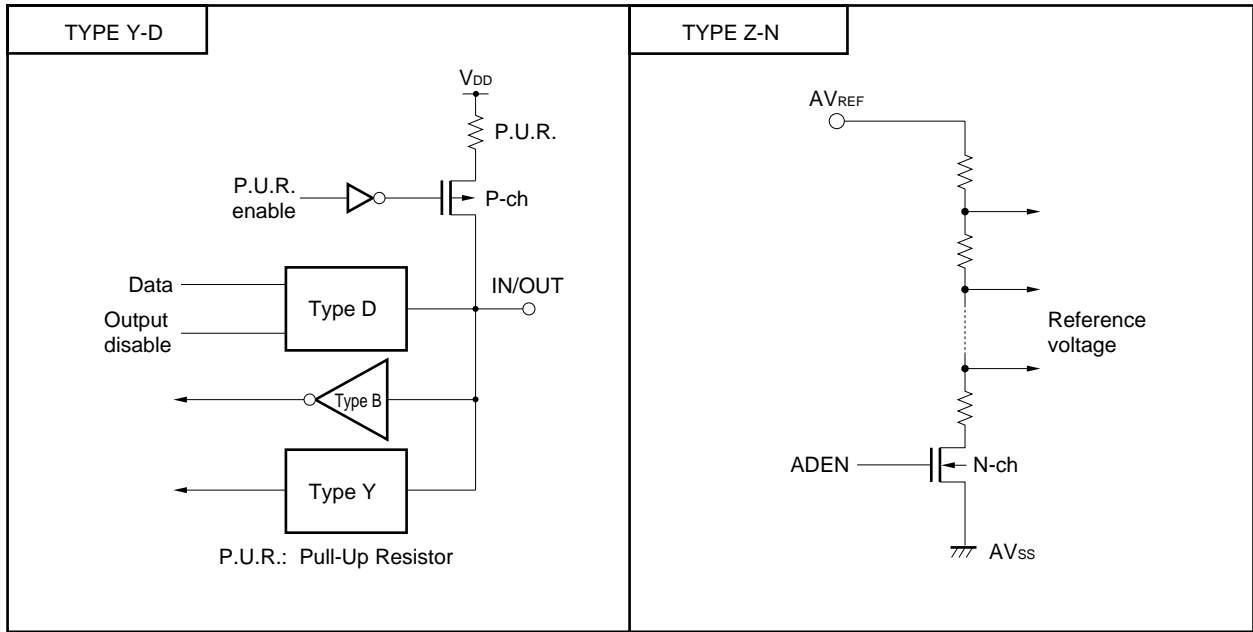 TYPE Y-D
VDD
P.U.R.
P.U.R.
enable
P-ch
Data
Type D
IN/OUT
Output
disable
Type B
Type Y
P.U.R.: Pull-Up Resistor
TYPE Z-N
AVREF
Reference
voltage
ADEN
N-ch
AVSS